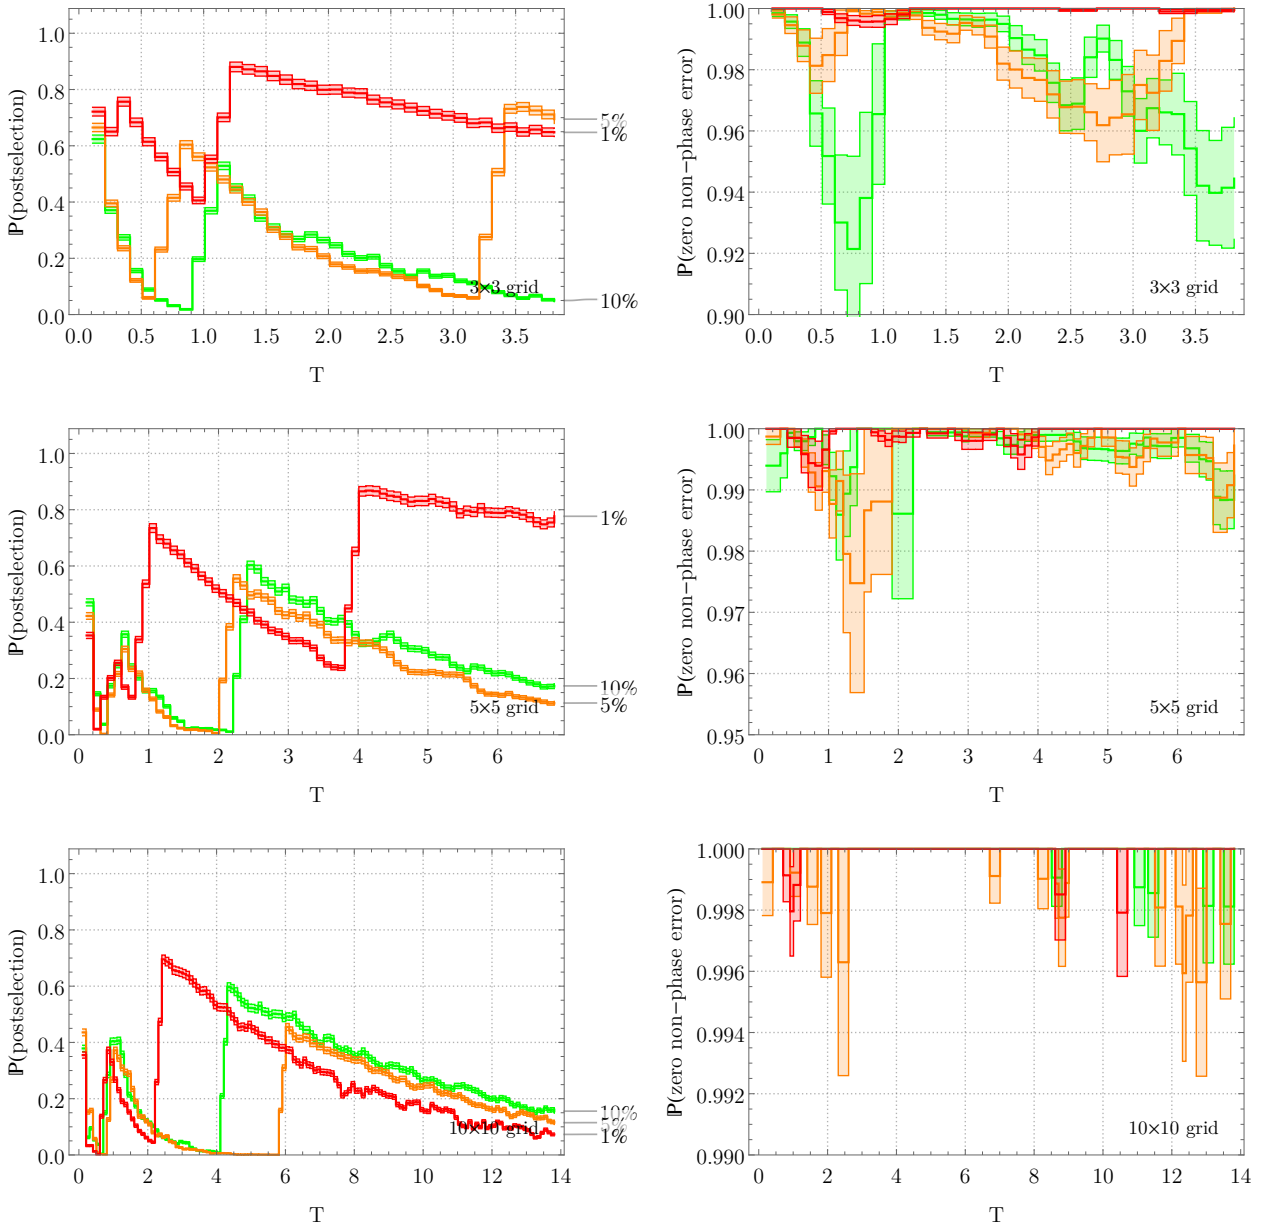 1.0
0.8
0.6
0.4
0.2
0.0
ℙ(postselection)
5%
1%
10%
3×3 grid
0.5 1.0 1.5 2.0 2.5 3.0 3.5
T
1.00
0.98
0.96
0.94
0.92
0.90
ℙ(zero non−phase error)
3×3 grid
0.0 0.5 1.0 1.5 2.0 2.5 3.0 3.5
T
1.0
0.8
0.6
0.4
0.2
0.0
ℙ(postselection)
1%
10%
5%
5×5 grid
0 1 2 3 4 5 6
T
1.00
0.99
0.98
0.97
0.96
0.95
ℙ(zero non−phase error)
5×5 grid
0 1 2 3 4 5 6
T
1.0
0.8
0.6
0.4
0.2
0.0
ℙ(postselection)
10%
5%
1%
10×10 grid
0 2 4 6 8 10 12 14
T
1.000
0.998
0.996
0.994
0.992
0.990
ℙ(zero non−phase error)
10×10 grid
0 2 4 6 8 10 12 14
T